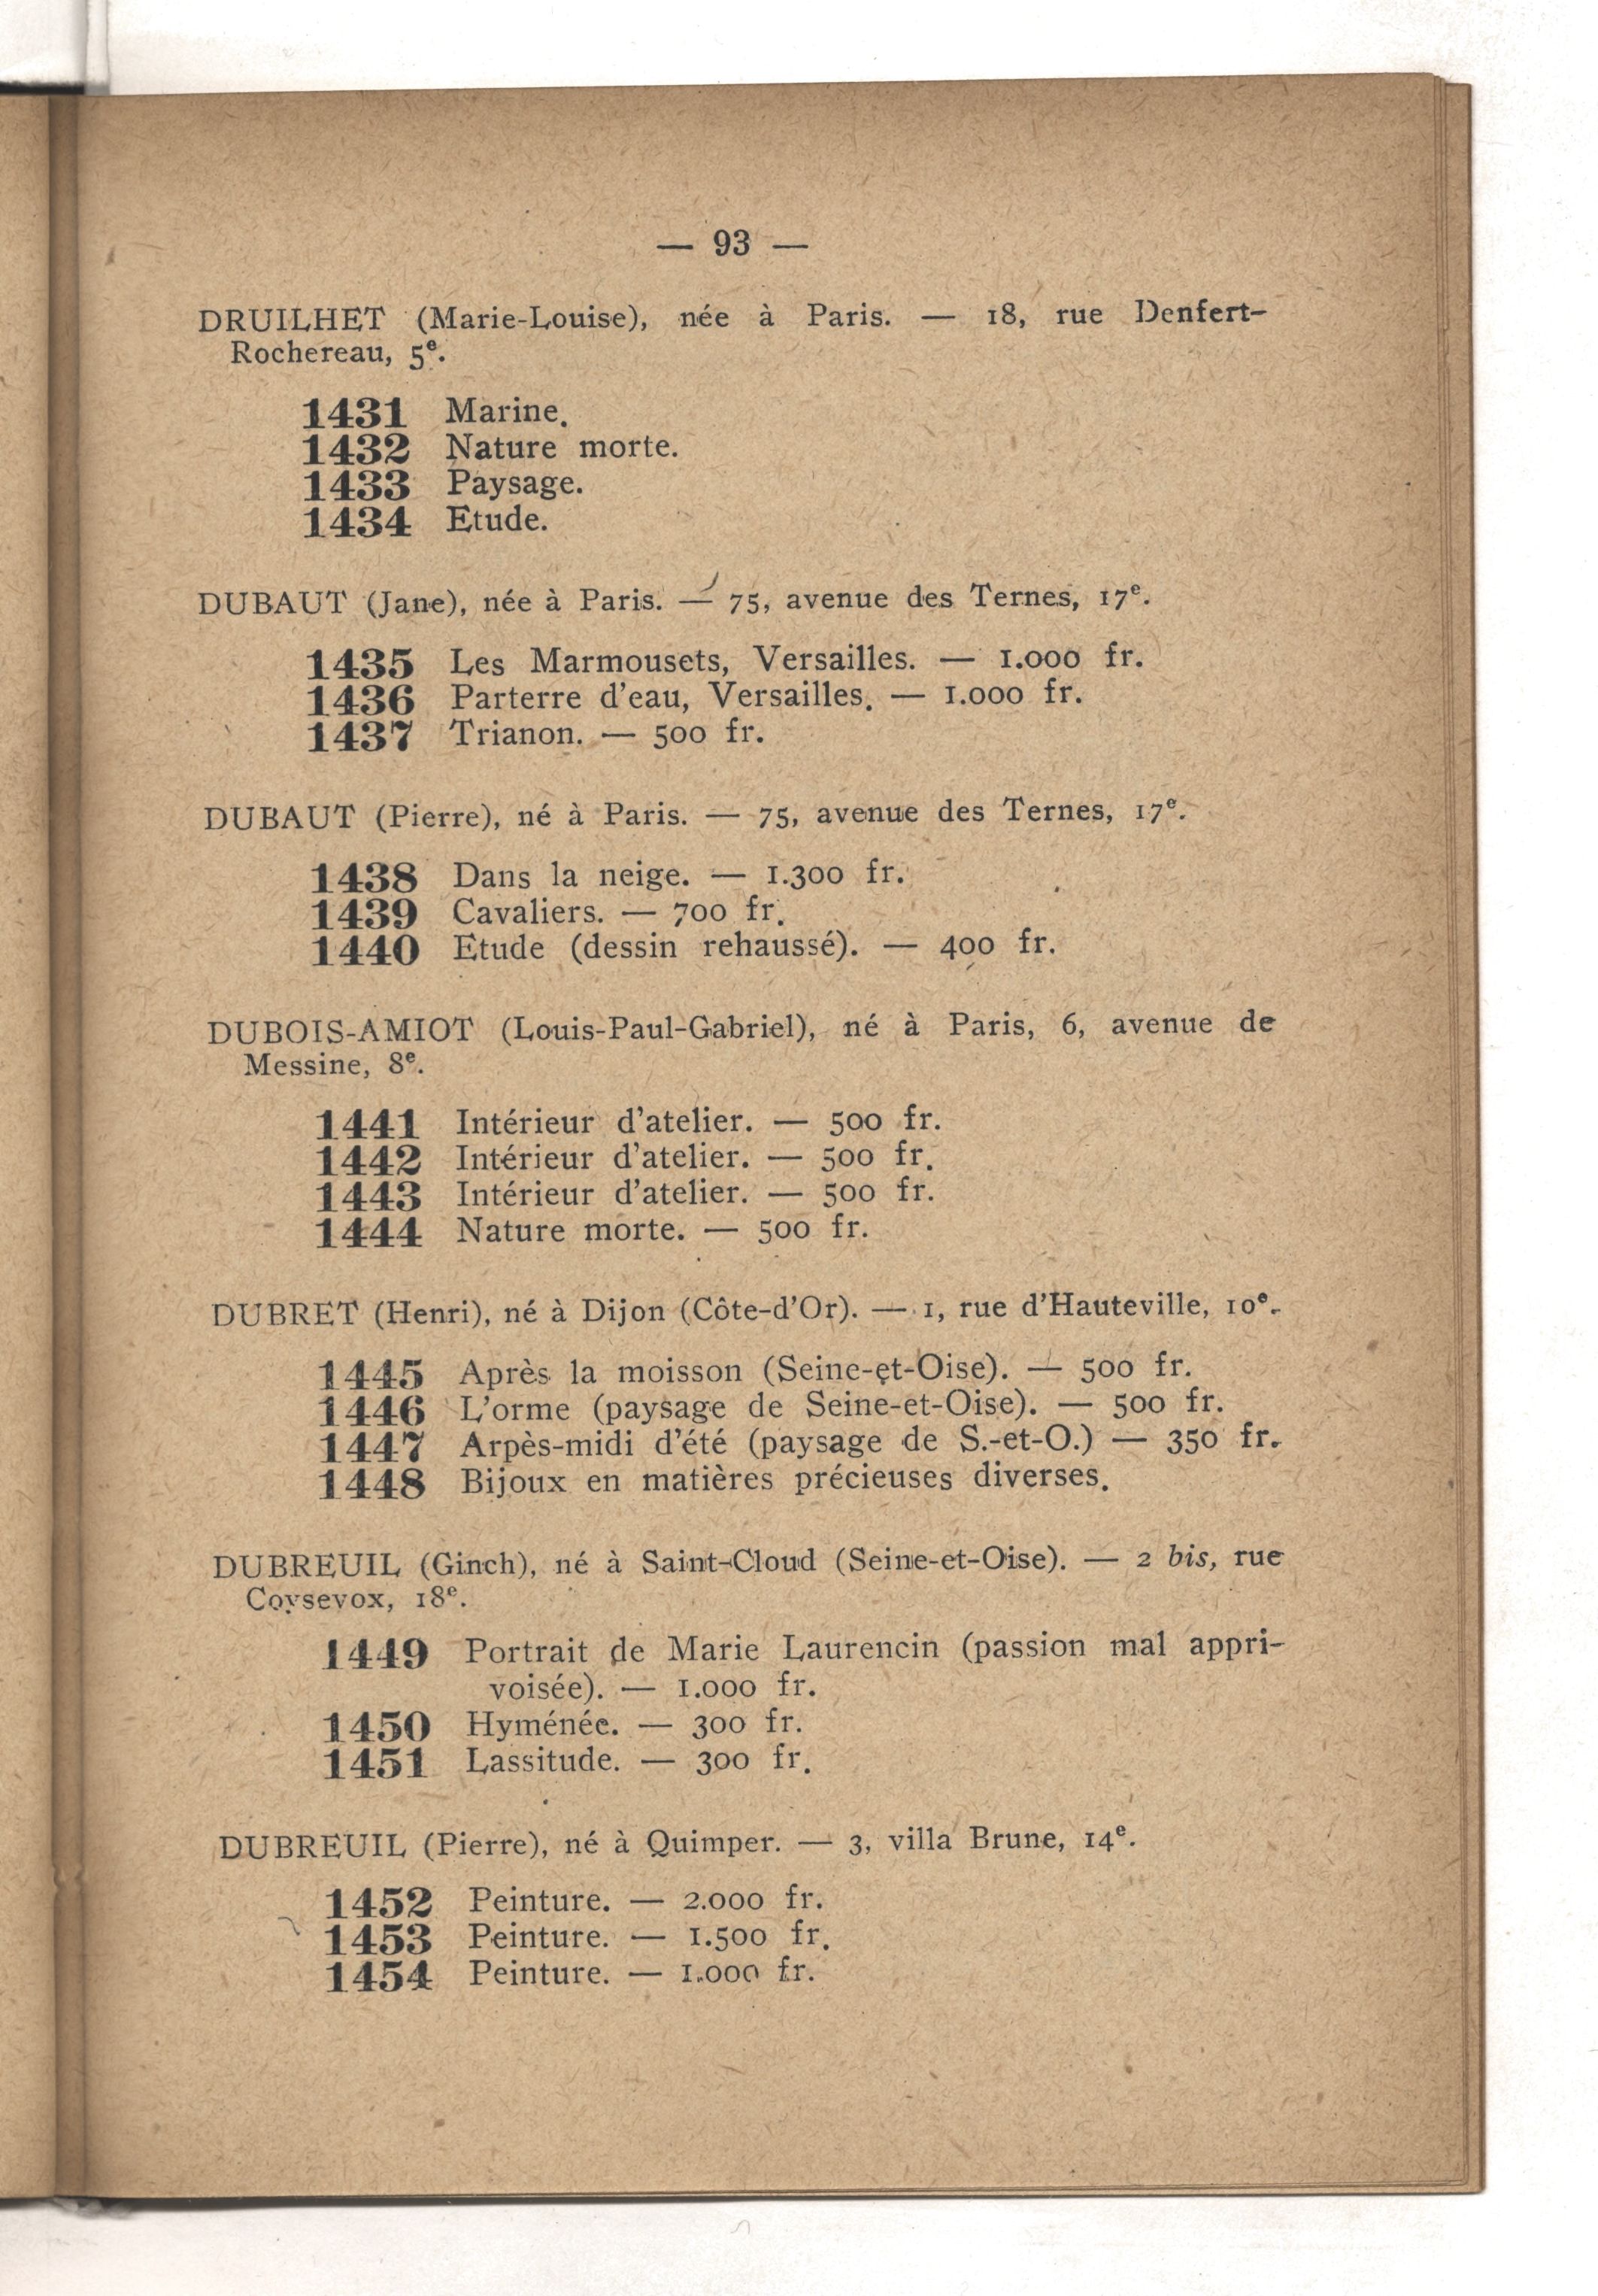 — 93 —
DRUILHET (Marie-Louise), née à Paris. — 18, rue Denfert-
Rochereau, 5e.
1431 Marine.
1432 Nature morte.
1433 Paysage.
1434 Etude.
DUBAUT (Jane), née à Paris. — 75, avenue des Ternes, 17e.
1435 Les Marmousets, Versailles. — 1.000 fr.
1436 Parterre d'eau, Versailles. — 1.000 fr.
1437 Trianon. — 500 fr.
DUBAUT (Pierre), né à Paris. — 75, avenue des Ternes, 17e.
1438 Dans la neige. — 1.300 fr.
1439 Cavaliers. — 700 fr.
1440 Etude (dessin rehaussé). — 400 fr.
DUBOIS-AMIOT (Louis-Paul-Gabriel), né à Paris, 6, avenue de
Messine, 8e.
1441 Intérieur d'atelier. — 500 fr.
1442 Intérieur d'atelier. — 500 fr.
1443 Intérieur d'atelier. — 500 fr.
1444 Nature morte. — 500 fr.
DUBRET (Henri), né à Dijon (Côte-d'Or). — 1, rue d'Hauteville, 10e.
1445 Après la moisson (Seine-et-Oise). — 500 fr.
1446 L'orme (paysage de Seine-et-Oise). — 500 fr.
1447 Arpès-midi d'été (paysage de S.-et-O.) — 350 fr.
1448 Bijoux en matières précieuses diverses.
DUBREUIL (Ginch), né à Saint-Cloud (Seine-et-Oise). — 2 bis, rue
Coysevox, 18e.
1449 Portrait de Marie Laurencin (passion mal appri-
voisée). — 1.000 fr.
1450 Hyménée. — 300 fr.
1451 Lassitude. — 300 fr.
DUBREUIL (Pierre), né à Quimper. — 3, villa Brune, 14e.
1452 Peinture. — 2.000 fr.
1453 Peinture. — 1.500 fr.
1454 Peinture. — 1.000 fr.